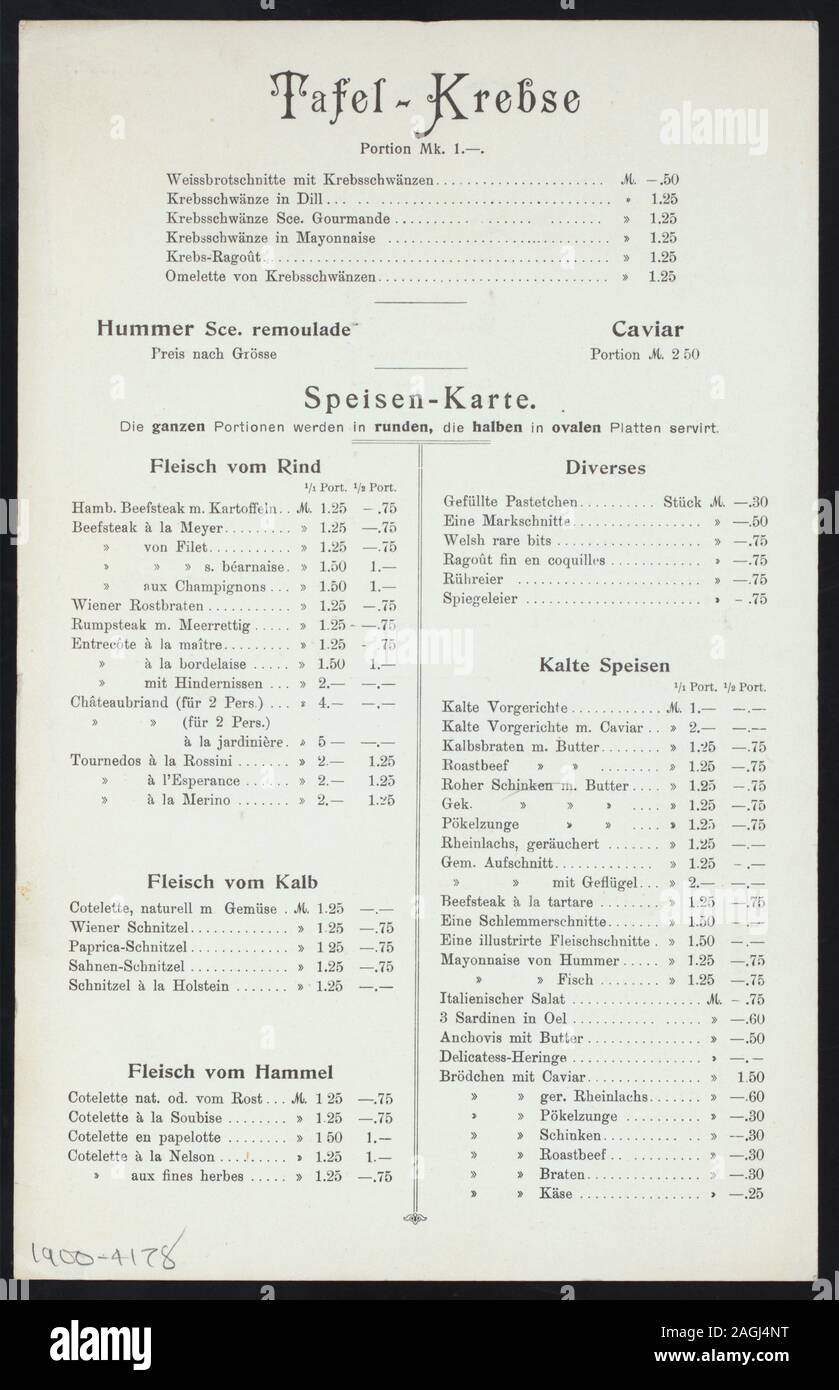 Tafel-Krebse
Portion Mk. 1.—.
Weissbrotschnitte mit Krebsschwänzen . . . . . M. —.50
Krebsschwänze in Dill . . . . . » 1.25
Krebsschwänze Sce. Gourmande . . . . . » 1.25
Krebsschwänze in Mayonnaise . . . . . » 1.25
Krebs-Ragoût . . . . . » 1.25
Omelette von Krebsschwänzen . . . . . » 1.25
Hummer Sce. remoulade
Preis nach Grösse
Caviar
Portion M. 2 50
Speisen-Karte.
Die ganzen Portionen werden in runden, die halben in ovalen Platten servirt.
Fleisch vom Rind
1/1 Port. 1/2 Port.
Hamb. Beefsteak m. Kartoffeln . . M. 1.25 —.75
Beefsteak à la Meyer . . . . . » 1.25 —.75
» von Filet . . . . . » 1.25 —.75
» » » s. béarnaise . » 1.50 1.—
» aux Champignons . . . » 1.50 1.—
Wiener Rostbraten . . . . . » 1.25 —.75
Rumpsteak m. Meerrettig . . . . . » 1.25 —.75
Entrecôte à la maître . . . . . » 1.25 - 75
» à la bordelaise . . . . . » 1.50 1.—
» mit Hindernissen . . . » 2.— —.—
Châteaubriand (für 2 Pers.) . . . » 4.— —.—
» » (für 2 Pers.)
à la jardinière . » 5 — —.—
Tournedos à la Rossini . . . . . » 2.— 1.25
» à l'Esperance . . . . . » 2.— 1.25
» à la Merino . . . . . » 2.— 1.25
Fleisch vom Kalb
Cotelette, naturell m Gemüse . M. 1.25 —.—
Wiener Schnitzel . . . . . » 1.25 —.75
Paprica-Schnitzel . . . . . » 1 25 —.75
Sahnen-Schnitzel . . . . . » 1.25 —.75
Schnitzel à la Holstein . . . . . » 1.25 —.—
Fleisch vom Hammel
Cotelette nat. od. vom Rost . . . M. 1 25 —.75
Cotelette à la Soubise . . . . . » 1.25 —.75
Cotelette en papelotte . . . . . » 1 50 1.—
Cotelette à la Nelson . . . . . » 1.25 1.—
» aux fines herbes . . . . . » 1.25 —.75
Diverses
Gefüllte Pastetchen . . . . . Stück M. —.30
Eine Markschnitte . . . . . » —.50
Welsh rare bits . . . . . » —.75
Ragoût fin en coquilles . . . . . » —.75
Rühreier . . . . . » —.75
Spiegeleier . . . . . » - .75
Kalte Speisen
1/1 Port. 1/2 Port.
Kalte Vorgerichte . . . . . M. 1.— —.—
Kalte Vorgerichte m. Caviar . . » 2.— —.—
Kalbsbraten m. Butter . . . . . » 1.25 —.75
Roastbeef » » . . . . . » 1.25 —.75
Roher Schinken m. Butter . . . . » 1.25 —.75
Gek. » » » . . . . » 1.25 —.75
Pökelzunge » » . . . . » 1.25 —.75
Rheinlachs, geräuchert . . . . . » 1.25 —.—
Gem. Aufschnitt . . . . . » 1.25 - .—
» » mit Geflügel . . . » 2.— —.—
Beefsteak à la tartare . . . . . » 1.25 —.75
Eine Schlemmerschnitte . . . . . » 1.50 - .—
Eine illustrirte Fleischschnitte . » 1.50 —.—
Mayonnaise von Hummer . . . . . » 1.25 —.75
» » Fisch . . . . . » 1.25 —.75
Italienischer Salat . . . . . M. - .75
3 Sardinen in Oel . . . . . » —.60
Anchovis mit Butter . . . . . » —.50
Delicatess-Heringe . . . . . » —.—
Brödchen mit Caviar . . . . . » 1.50
» » ger. Rheinlachs . . . . . » —.60
» » Pökelzunge . . . . . » —.30
» » Schinken . . . . . » —.30
» » Roastbeef . . . . . » —.30
» » Braten . . . . . » —.30
» » Käse . . . . . » —.25
1900-4178
a
alamy
alamy
Image ID: 2AGJ4NT
www.alamy.com